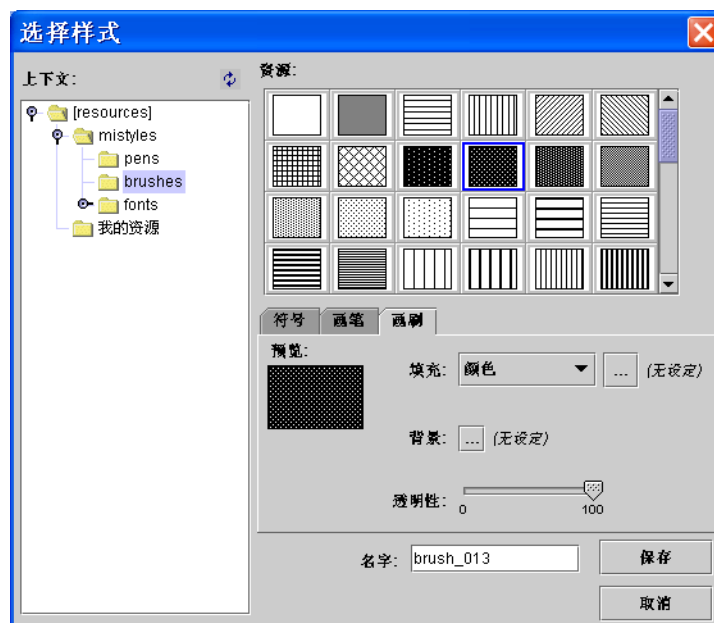 选择样式
上下文:
[resources]
mistyles
pens
brushes
fonts
我的资源
资源:
符号 画笔 画刷
预览:
填充: 颜色 ... (无设定)
背景: ... (无设定)
透明性: 0 100
名字: brush_013 保存
取消